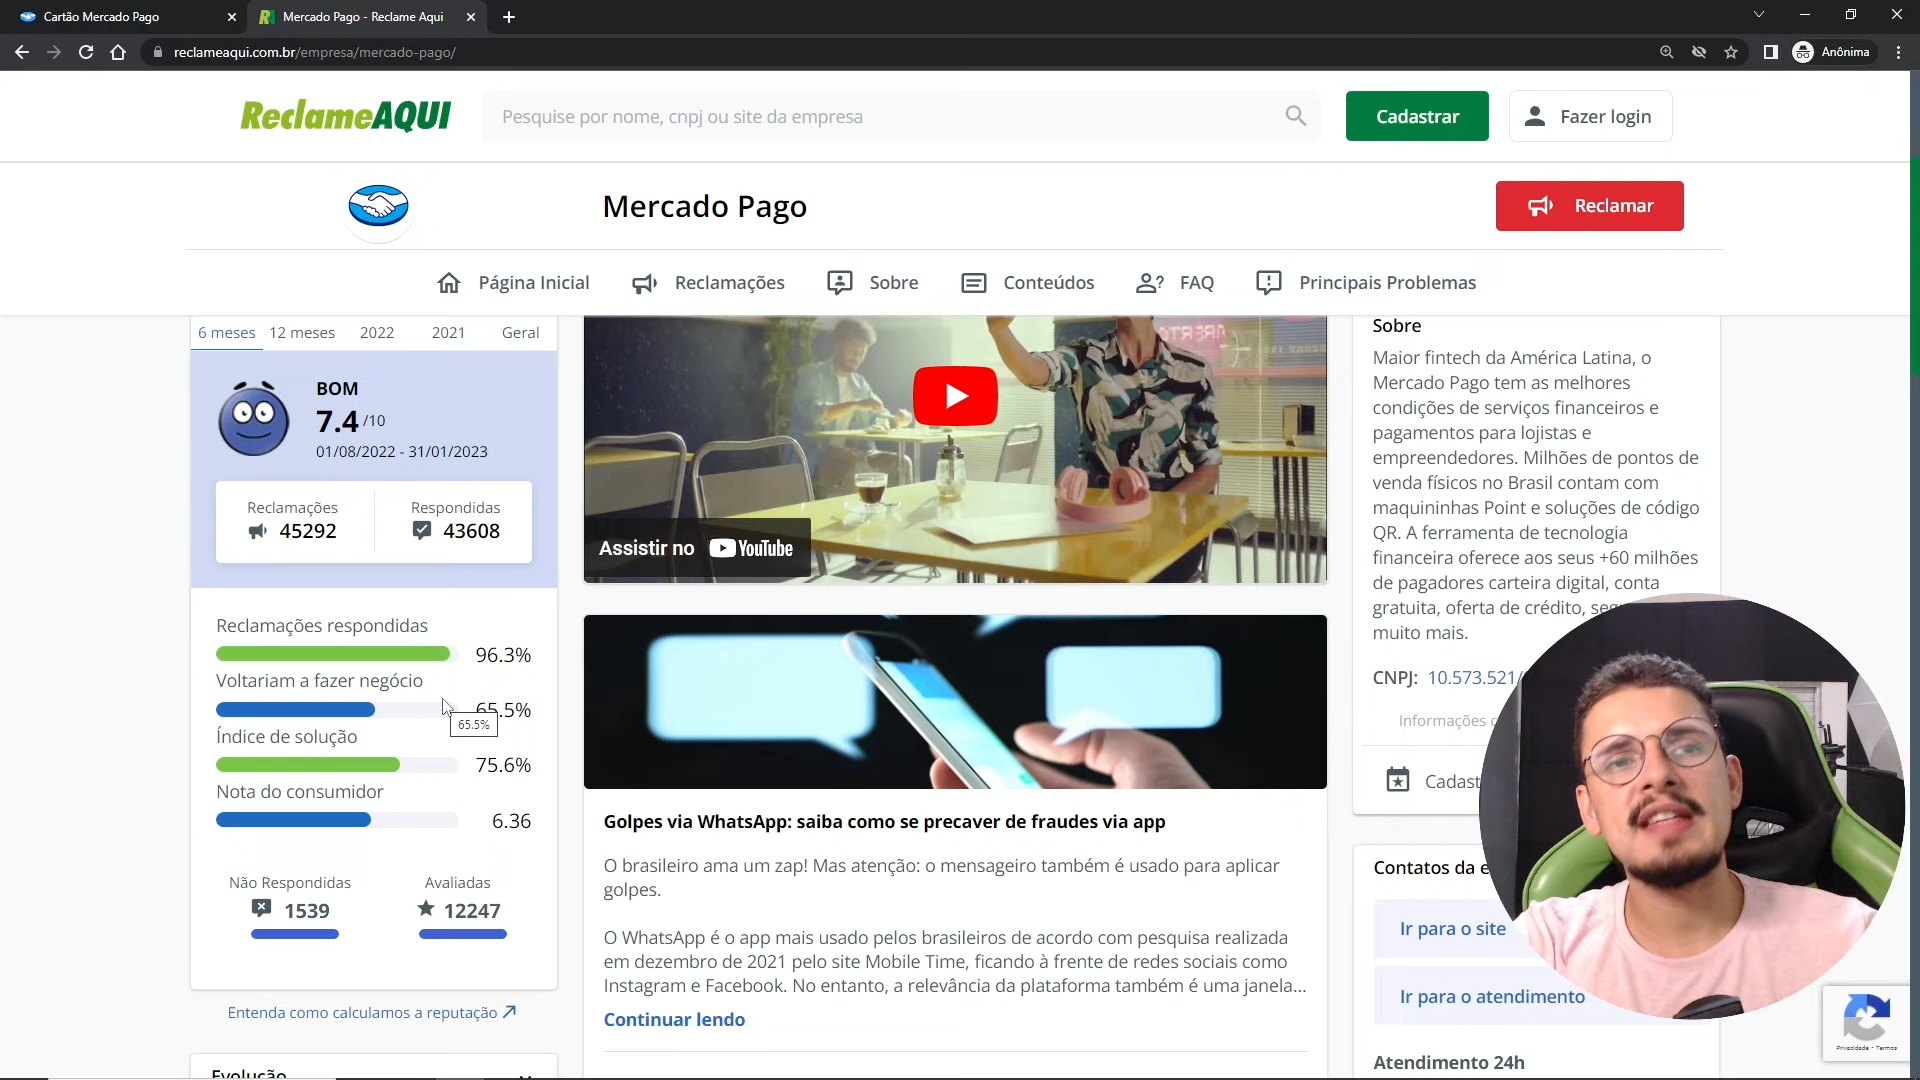 Cartão Mercado Pago
Mercado Pago - Reclame Aqui
reclameaqui.com.br/empresa/mercado-pago/
Anônima
ReclameAQUI
Pesquise por nome, cnpj ou site da empresa
Cadastrar
Fazer login
Mercado Pago
Reclamar
Página Inicial
Reclamações
Sobre
Conteúdos
FAQ
Principais Problemas
6 meses
12 meses
2022
2021
Geral
BOM
7.4 /10
01/08/2022 - 31/01/2023
Reclamações
45292
Respondidas
43608
Reclamações respondidas
96.3%
Voltariam a fazer negócio
65.5%
65.5%
Índice de solução
75.6%
Nota do consumidor
6.36
Não Respondidas
1539
Avaliadas
12247
Entenda como calculamos a reputação
Evolução
Assistir no YouTube
Golpes via WhatsApp: saiba como se precaver de fraudes via app
O brasileiro ama um zap! Mas atenção: o mensageiro também é usado para aplicar
golpes.
O WhatsApp é o app mais usado pelos brasileiros de acordo com pesquisa realizada
em dezembro de 2021 pelo site Mobile Time, ficando à frente de redes sociais como
Instagram e Facebook. No entanto, a relevância da plataforma também é uma janela...
Continuar lendo
Sobre
Maior fintech da América Latina, o
Mercado Pago tem as melhores
condições de serviços financeiros e
pagamentos para lojistas e
empreendedores. Milhões de pontos de
venda físicos no Brasil contam com
maquininhas Point e soluções de código
QR. A ferramenta de tecnologia
financeira oferece aos seus +60 milhões
de pagadores carteira digital, conta
gratuita, oferta de crédito,
muito mais.
CNPJ: 10.573.521/
Informações
Contatos da
Ir para o site
Ir para o atendimento
Atendimento 24h
Privacidade - Termos